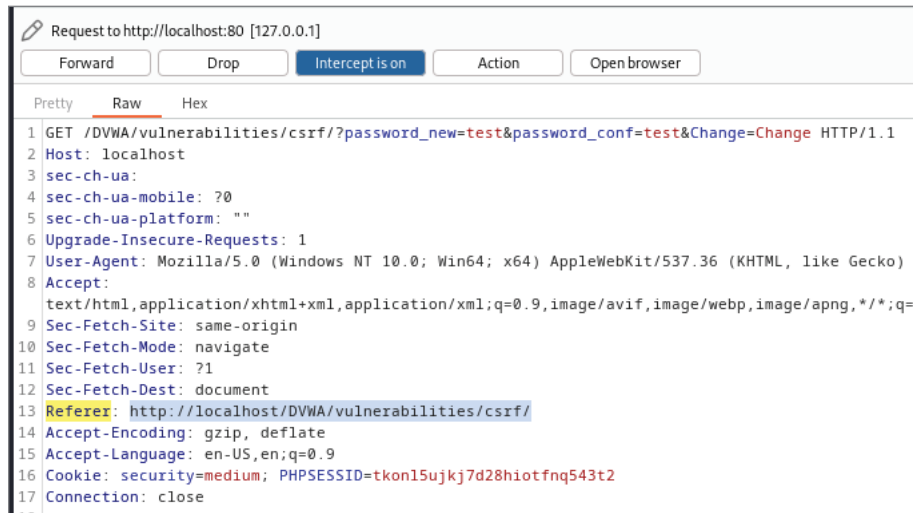 Request to http://localhost:80 [127.0.0.1]
Forward Drop Intercept is on Action Open browser
Pretty Raw Hex
1 GET /DVWA/vulnerabilities/csrf/?password_new=test&password_conf=test&Change=Change HTTP/1.1
2 Host: localhost
3 sec-ch-ua:
4 sec-ch-ua-mobile: ?0
5 sec-ch-ua-platform: ""
6 Upgrade-Insecure-Requests: 1
7 User-Agent: Mozilla/5.0 (Windows NT 10.0; Win64; x64) AppleWebKit/537.36 (KHTML, like Gecko)
8 Accept:
text/html,application/xhtml+xml,application/xml;q=0.9,image/avif,image/webp,image/apng,*/*;q=
9 Sec-Fetch-Site: same-origin
10 Sec-Fetch-Mode: navigate
11 Sec-Fetch-User: ?1
12 Sec-Fetch-Dest: document
13 Referer: http://localhost/DVWA/vulnerabilities/csrf/
14 Accept-Encoding: gzip, deflate
15 Accept-Language: en-US,en;q=0.9
16 Cookie: security=medium; PHPSESSID=tkonl5ujkj7d28hiotfnq543t2
17 Connection: close